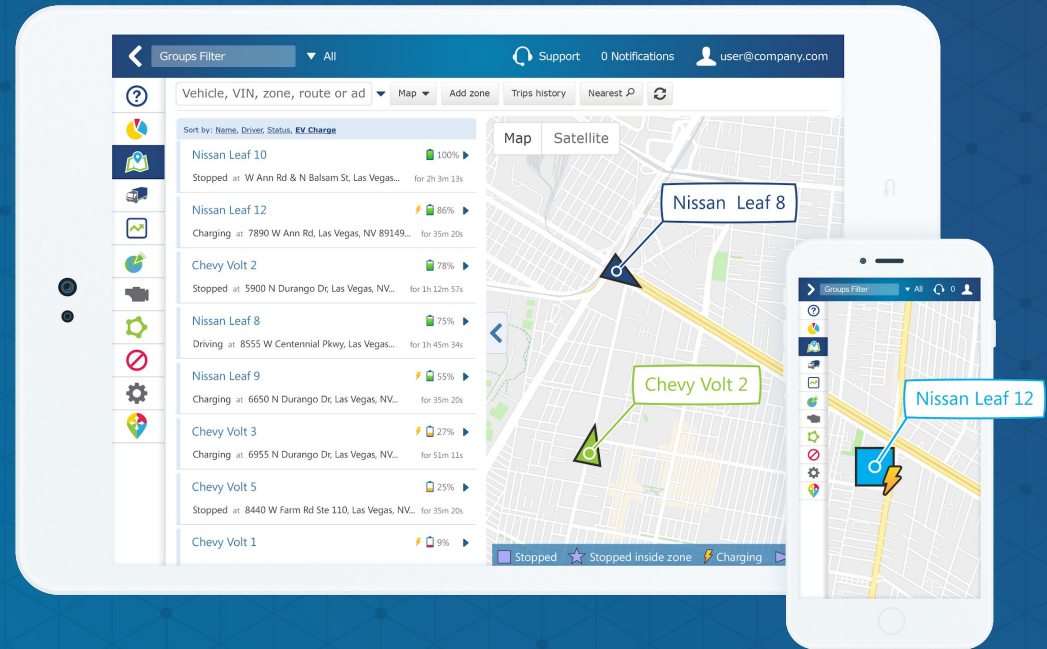 Groups Filter
All
Support
0 Notifications
user@company.com
Vehicle, VIN, zone, route or ad
Map
Add zone
Trips history
Nearest
Sort by: Name, Driver, Status, EV Charge
Nissan Leaf 10
100%
Stopped at W Ann Rd & N Balsam St, Las Vegas...
for 2h 3m 13s
Nissan Leaf 12
86%
Charging at 7890 W Ann Rd, Las Vegas, NV 89149...
for 35m 20s
Chevy Volt 2
78%
Stopped at 5900 N Durango Dr, Las Vegas, NV...
for 1h 12m 57s
Nissan Leaf 8
75%
Driving at 8555 W Centennial Pkwy, Las Vegas...
for 1h 45m 34s
Nissan Leaf 9
55%
Charging at 6650 N Durango Dr, Las Vegas, NV...
for 35m 20s
Chevy Volt 3
27%
Charging at 6955 N Durango Dr, Las Vegas, NV...
for 51m 11s
Chevy Volt 5
25%
Stopped at 8440 W Farm Rd Ste 110, Las Vegas, NV...
for 35m 20s
Chevy Volt 1
9%
Map
Satellite
Nissan Leaf 8
Chevy Volt 2
Stopped
Stopped inside zone
Charging
Groups Filter
All
0
Nissan Leaf 12